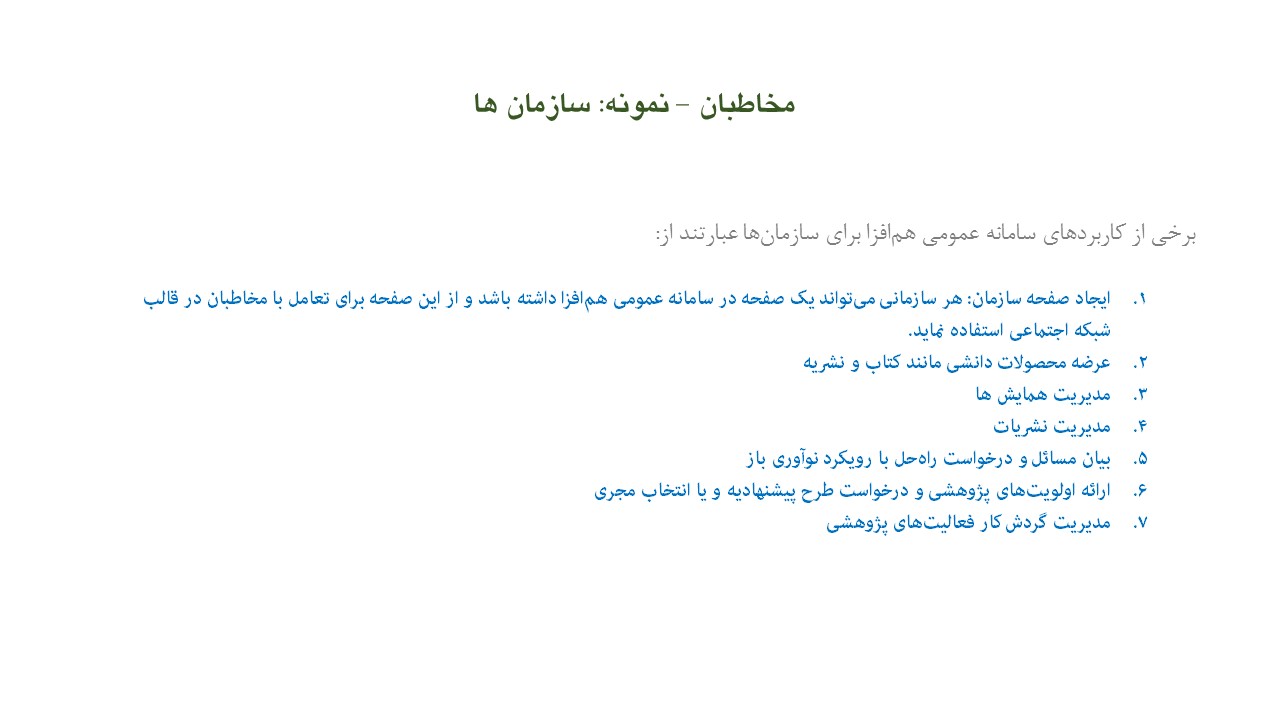 مخاطبان – نمونه: سازمان ها
برخی از کاربردهای سامانه عمومی هم‌افزا برای سازمان‌ها عبارتند از:
۱. ایجاد صفحه سازمان: هر سازمانی می‌تواند یک صفحه در سامانه عمومی هم‌افزا داشته باشد و از این صفحه برای تعامل با مخاطبان در قالب
شبکه اجتماعی استفاده نماید.
۲. عرضه محصولات دانشی مانند کتاب و نشریه
۳. مدیریت همایش ها
۴. مدیریت نشریات
۵. بیان مسائل و درخواست راه‌حل با رویکرد نوآوری باز
۶. ارائه اولویت‌های پژوهشی و درخواست طرح پیشنهادیه و یا انتخاب مجری
۷. مدیریت گردش کار فعالیت‌های پژوهشی